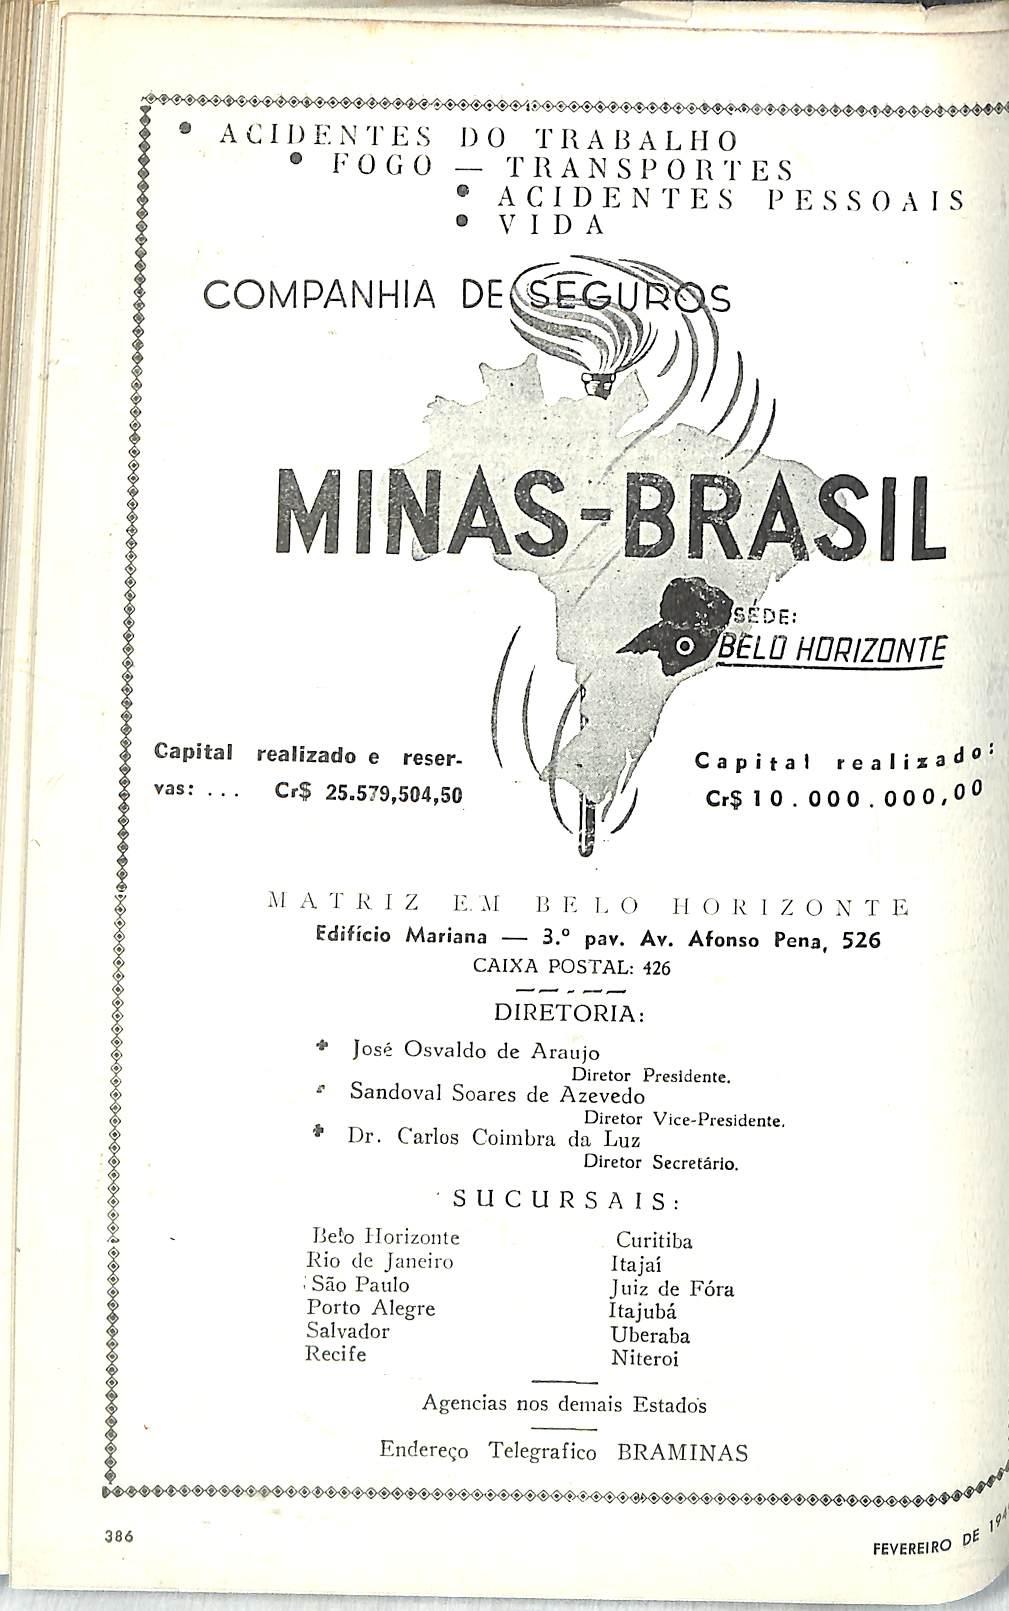 • ACIDENTES DO TRABALHO
• FOGO — TRANSPORTES
• ACIDENTES PESSOAIS
• VIDA
COMPANHIA DE SEGUROS
MINAS-BRASIL
SÉDE:
BELO HORIZONTE
Capital realizado e reser-
vas: ... Cr$ 25.579,504,50
Capital realizado:
Cr$ 10.000.000,00
MATRIZ EM BELO HORIZONTE
Edifício Mariana — 3.º pav. Av. Afonso Pena, 526
CAIXA POSTAL: 426
DIRETORIA:
José Osvaldo de Araujo
Diretor Presidente.
Sandoval Soares de Azevedo
Diretor Vice-Presidente.
Dr. Carlos Coimbra da Luz
Diretor Secretário.
SUCURSAIS:
Belo Horizonte
Rio de Janeiro
São Paulo
Porto Alegre
Salvador
Recife
Curitiba
Itajaí
Juiz de Fóra
Itajubá
Uberaba
Niteroi
Agencias nos demais Estados
Endereço Telegrafico BRAMINAS
386
FEVEREIRO DE